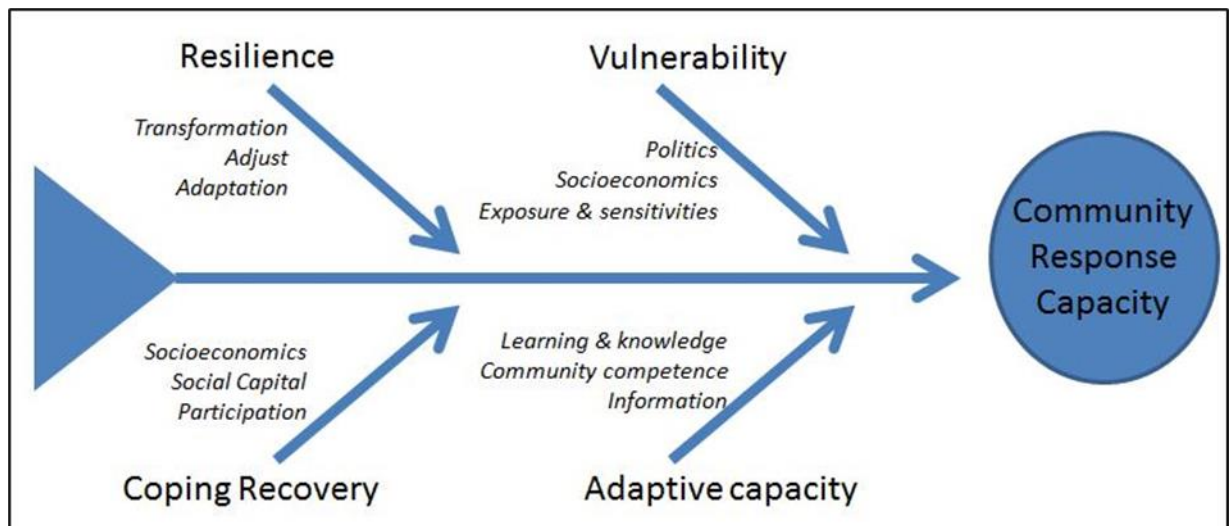 Resilience
Vulnerability
Transformation
Adjust
Adaptation
Politics
Socioeconomics
Exposure & sensitivities
Community
Response
Capacity
Socioeconomics
Social Capital
Participation
Learning & knowledge
Community competence
Information
Coping Recovery
Adaptive capacity